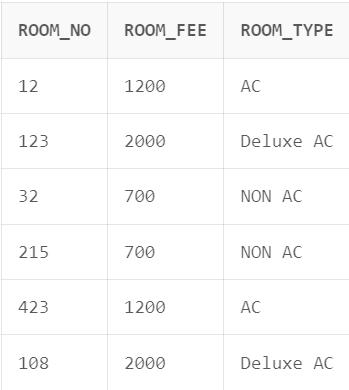 ROOM_NO ROOM_FEE ROOM_TYPE
12 1200 AC
123 2000 Deluxe AC
32 700 NON AC
215 700 NON AC
423 1200 AC
108 2000 Deluxe AC